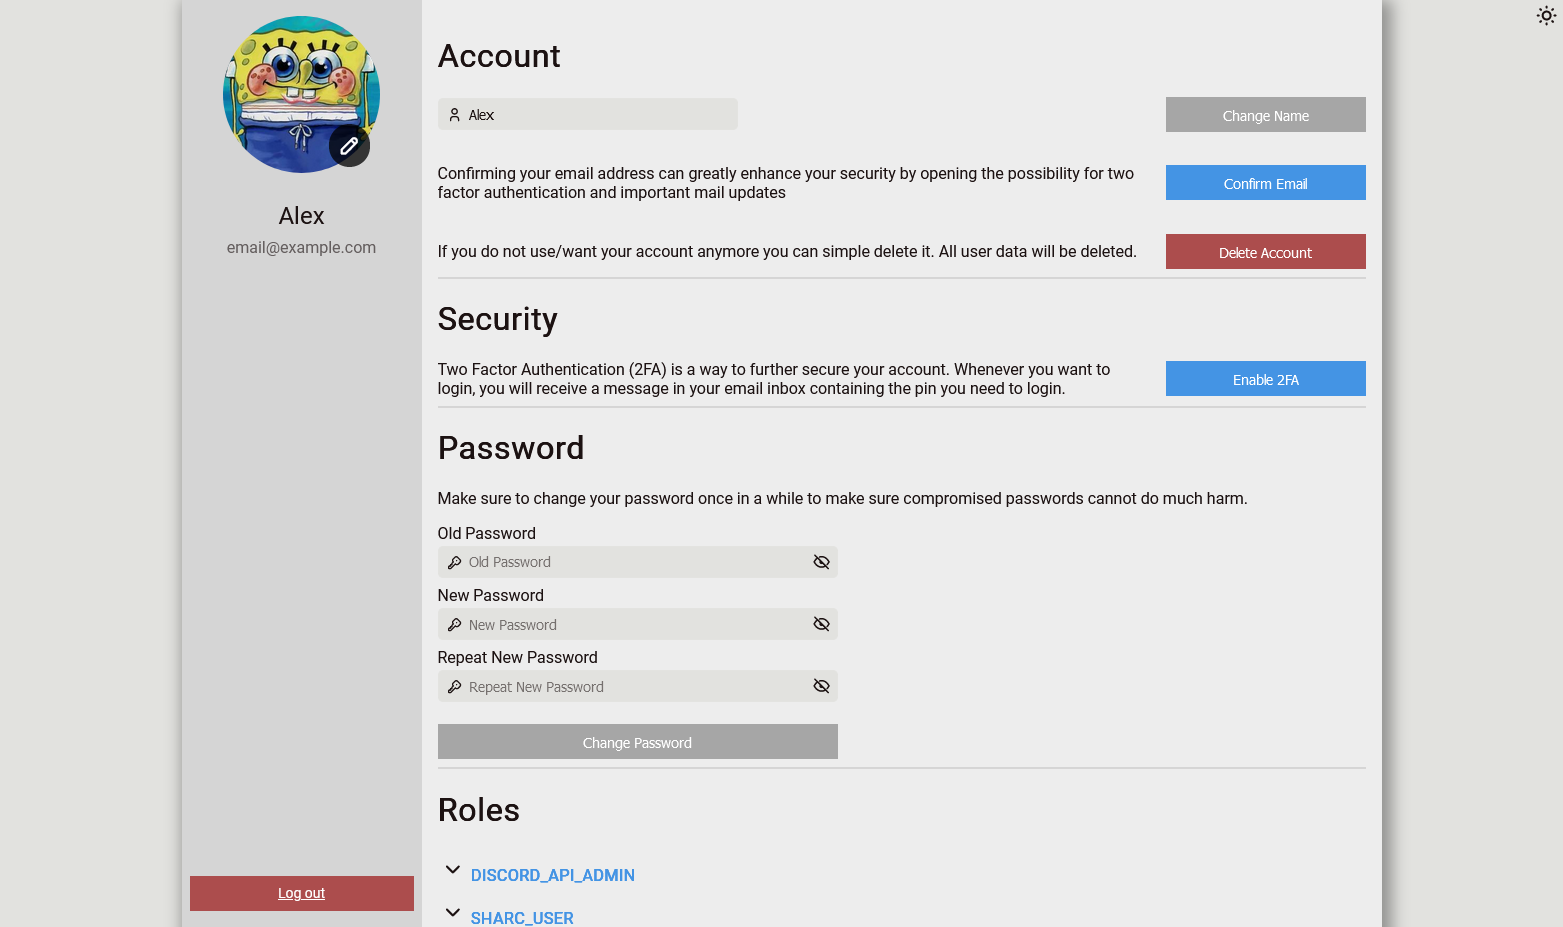 Alex
email@example.com
Log out
Account
Alex
Change Name
Confirming your email address can greatly enhance your security by opening the possibility for two
factor authentication and important mail updates
Confirm Email
If you do not use/want your account anymore you can simple delete it. All user data will be deleted.
Delete Account
Security
Two Factor Authentication (2FA) is a way to further secure your account. Whenever you want to
login, you will receive a message in your email inbox containing the pin you need to login.
Enable 2FA
Password
Make sure to change your password once in a while to make sure compromised passwords cannot do much harm.
Old Password
Old Password
New Password
New Password
Repeat New Password
Repeat New Password
Change Password
Roles
DISCORD_API_ADMIN
SHARC_USER